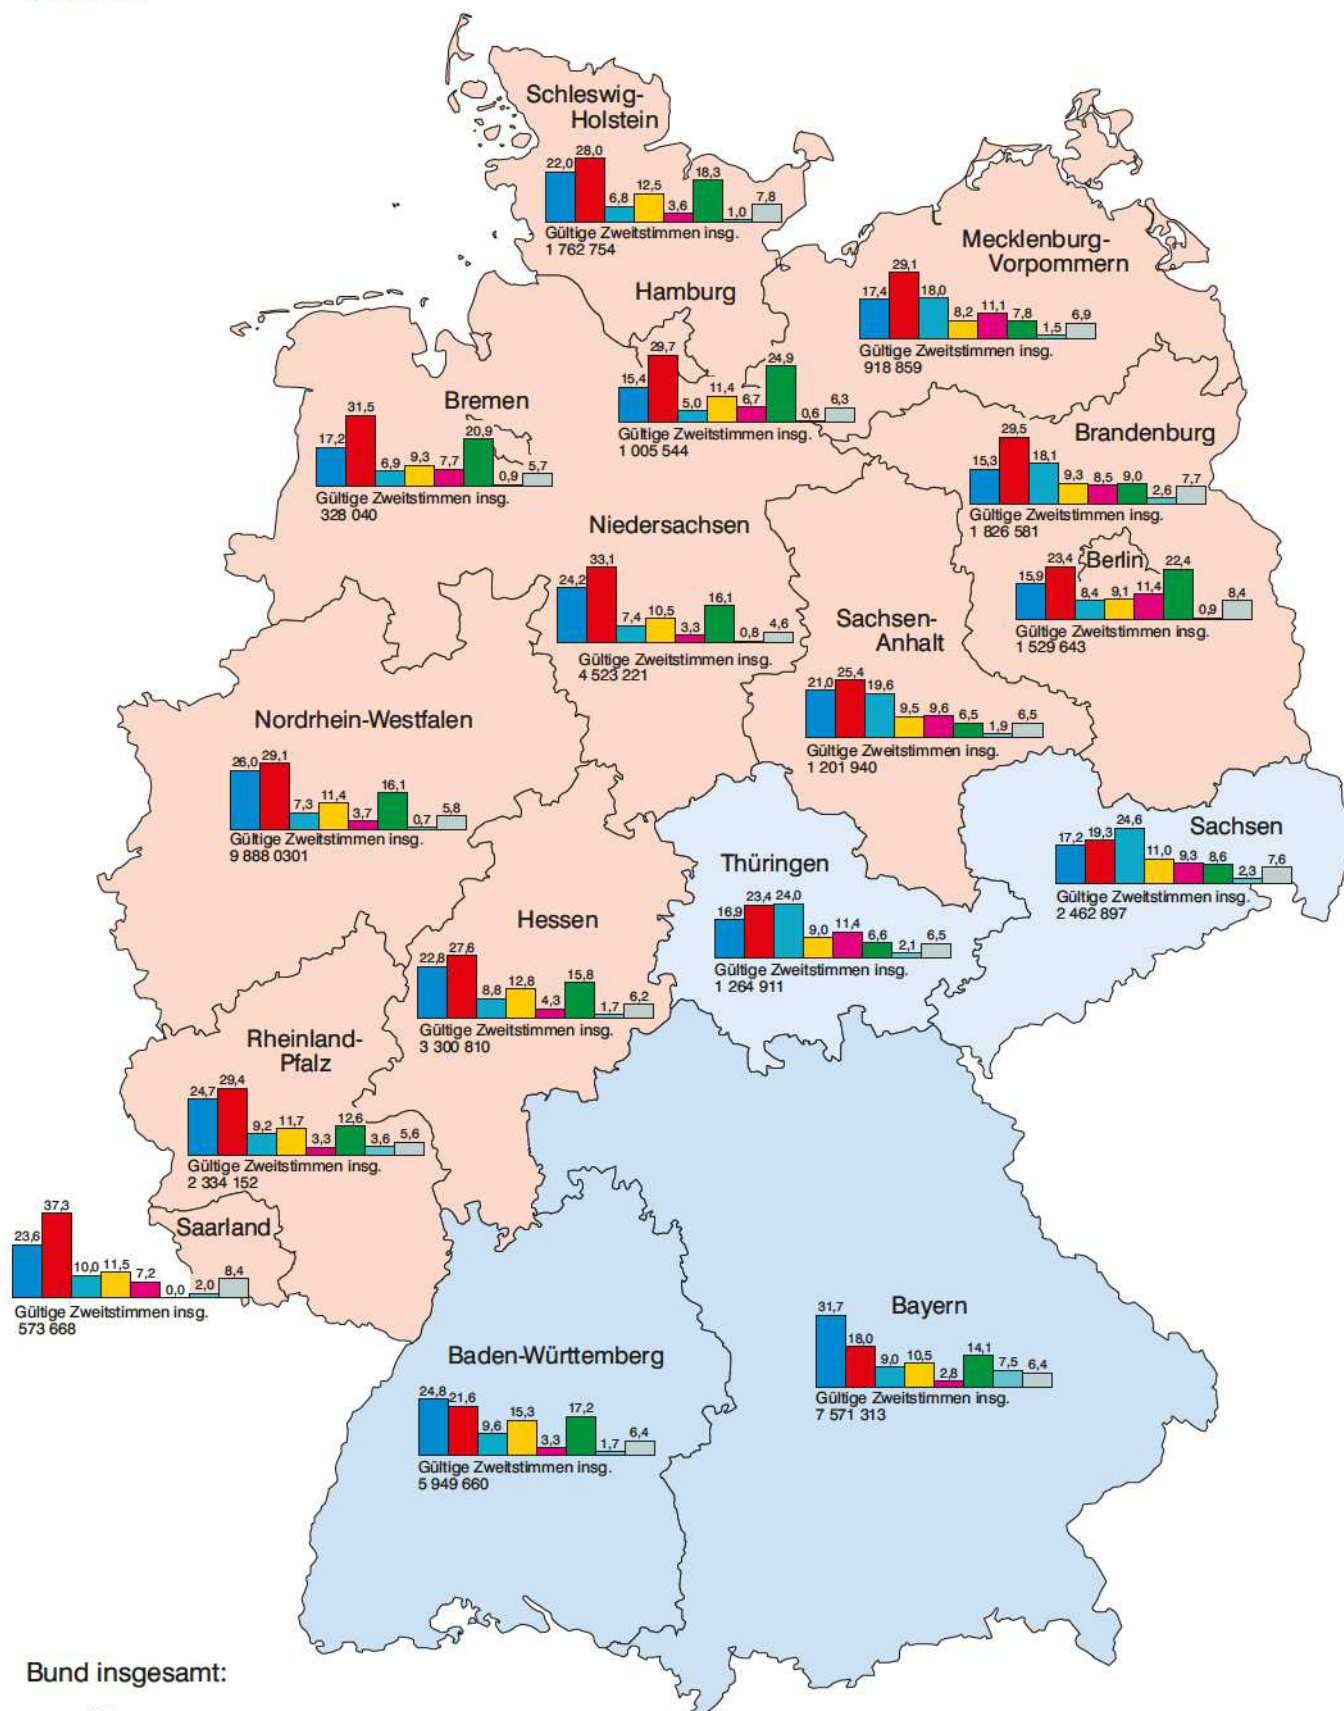 Schleswig-
Holstein
22,0 28,0 6,8 12,5 3,6 18,3 1,0 7,8
Gültige Zweitstimmen insg.
1 762 754
Mecklenburg-
Vorpommern
17,4 29,1 18,0 8,2 11,1 7,8 1,5 6,9
Gültige Zweitstimmen insg.
918 859
Hamburg
15,4 29,7 5,0 11,4 6,7 24,9 0,6 6,3
Gültige Zweitstimmen insg.
1 005 544
Bremen
17,2 31,5 6,9 9,3 7,7 20,9 0,9 5,7
Gültige Zweitstimmen insg.
328 040
Brandenburg
15,3 29,5 18,1 9,3 8,5 9,0 2,6 7,7
Gültige Zweitstimmen insg.
1 826 581
Niedersachsen
24,2 33,1 7,4 10,5 3,3 16,1 0,8 4,6
Gültige Zweitstimmen insg.
4 523 221
Berlin
15,9 23,4 8,4 9,1 11,4 22,4 0,9 8,4
Gültige Zweitstimmen insg.
1 529 643
Sachsen-
Anhalt
21,0 25,4 19,6 9,5 9,6 6,5 1,9 6,5
Gültige Zweitstimmen insg.
1 201 940
Nordrhein-Westfalen
26,0 29,1 7,3 11,4 3,7 16,1 0,7 5,8
Gültige Zweitstimmen insg.
9 888 0301
Sachsen
17,2 19,3 24,6 11,0 9,3 8,6 2,3 7,6
Gültige Zweitstimmen insg.
2 462 897
Thüringen
16,9 23,4 24,0 9,0 11,4 6,6 2,1 6,5
Gültige Zweitstimmen insg.
1 264 911
Hessen
22,8 27,6 8,8 12,8 4,3 15,8 1,7 6,2
Gültige Zweitstimmen insg.
3 300 810
Rheinland-
Pfalz
24,7 29,4 9,2 11,7 3,3 12,6 3,6 5,6
Gültige Zweitstimmen insg.
2 334 152
Saarland
23,6 37,3 10,0 11,5 7,2 0,0 2,0 8,4
Gültige Zweitstimmen insg.
573 668
Bayern
31,7 18,0 9,0 10,5 2,8 14,1 7,5 6,4
Gültige Zweitstimmen insg.
7 571 313
Baden-Württemberg
24,8 21,6 9,6 15,3 3,3 17,2 1,7 6,4
Gültige Zweitstimmen insg.
5 949 660
Bund insgesamt: